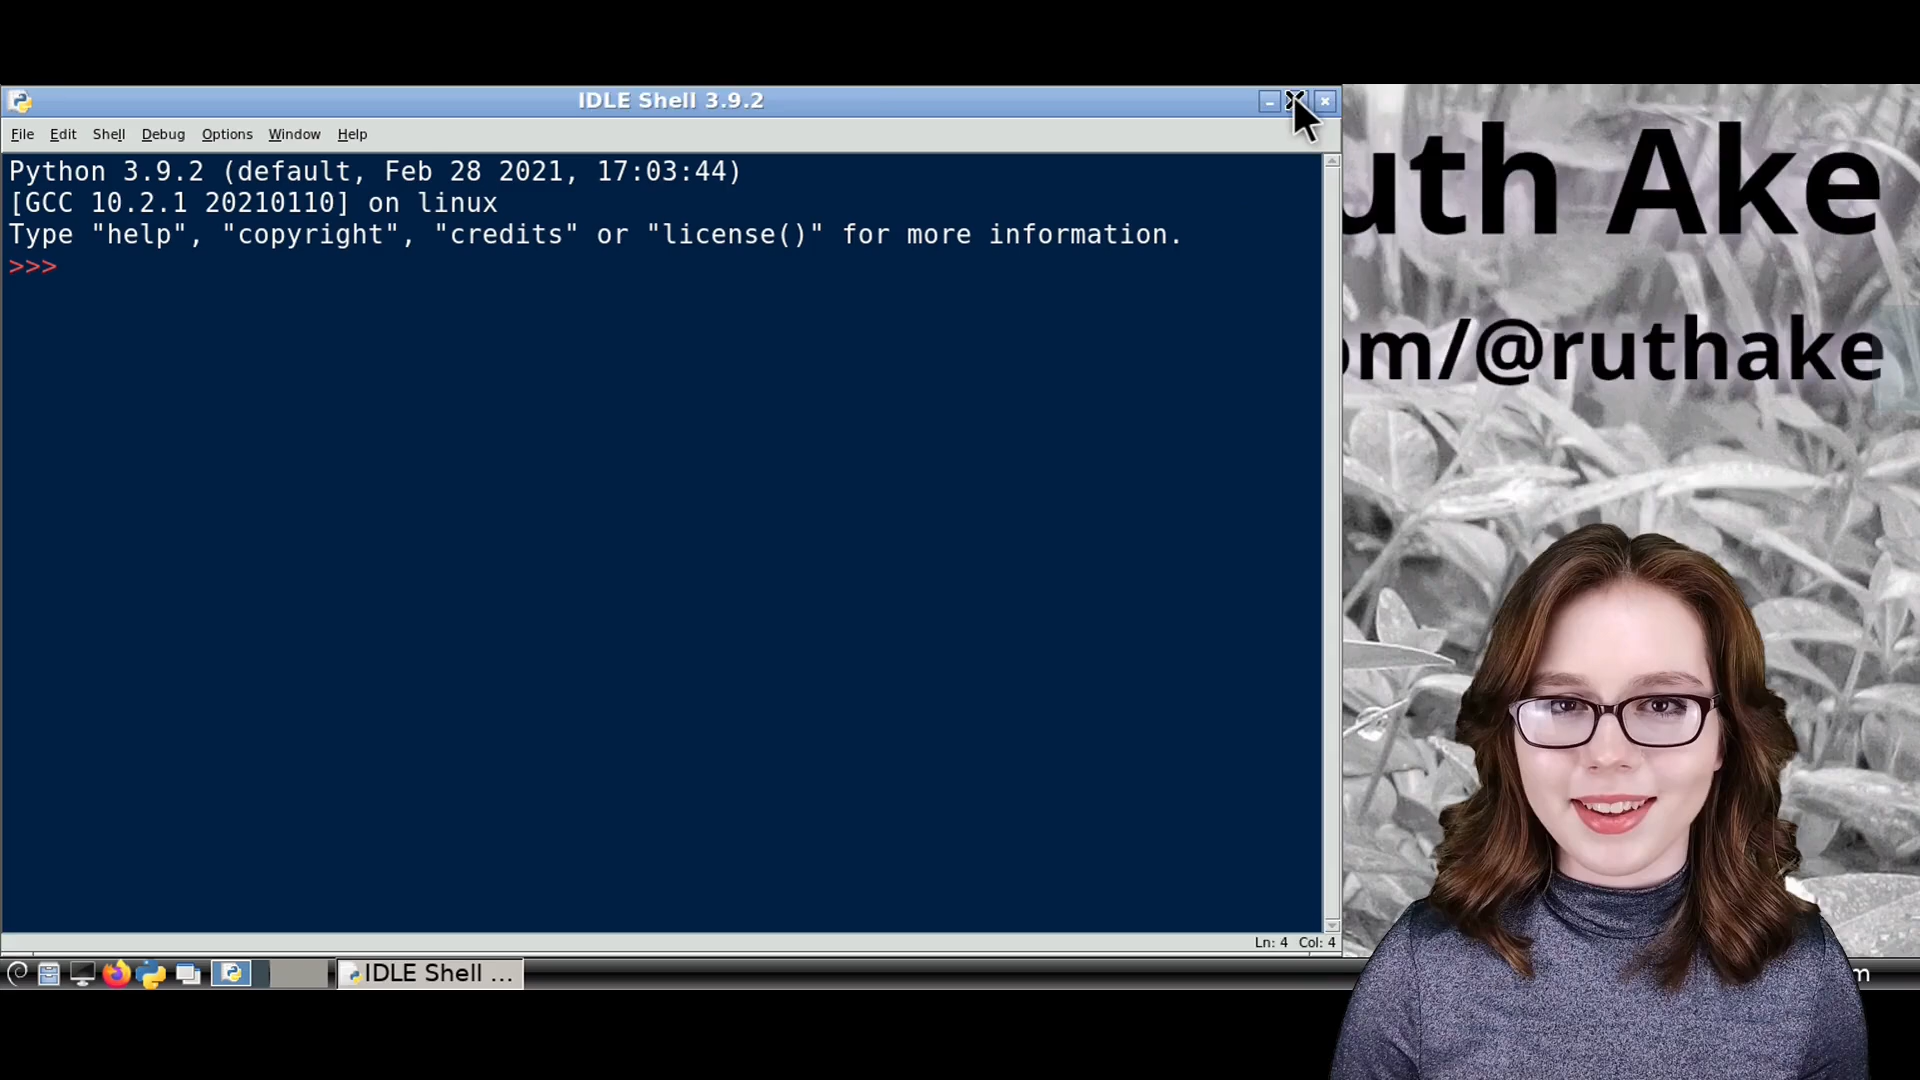 IDLE Shell 3.9.2
File Edit Shell Debug Options Window Help
Python 3.9.2 (default, Feb 28 2021, 17:03:44)
[GCC 10.2.1 20210110] on linux
Type "help", "copyright", "credits" or "license()" for more information.
>>>
uth Ake
om/@ruthake
Ln: 4 Col: 4
IDLE Shell ...
m